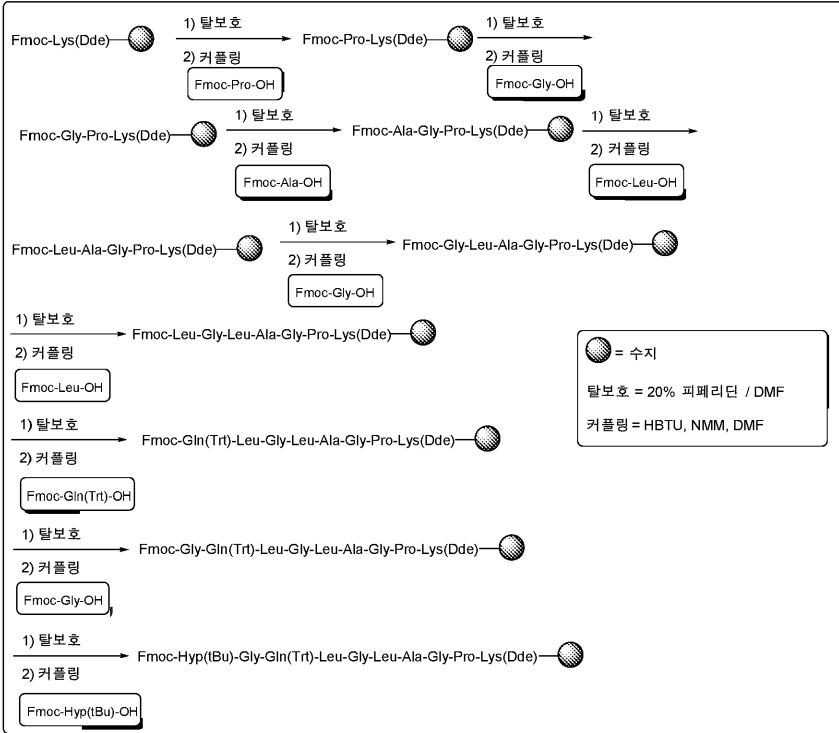 Fmoc-Lys(Dde)
1) 탈보호
2) 커플링
Fmoc-Pro-OH
Fmoc-Pro-Lys(Dde)
1) 탈보호
2) 커플링
Fmoc-Gly-OH
Fmoc-Gly-Pro-Lys(Dde)
1) 탈보호
2) 커플링
Fmoc-Ala-OH
Fmoc-Ala-Gly-Pro-Lys(Dde)
1) 탈보호
2) 커플링
Fmoc-Leu-OH
Fmoc-Leu-Ala-Gly-Pro-Lys(Dde)
1) 탈보호
2) 커플링
Fmoc-Gly-OH
Fmoc-Gly-Leu-Ala-Gly-Pro-Lys(Dde)
1) 탈보호
2) 커플링
Fmoc-Leu-OH
Fmoc-Leu-Gly-Leu-Ala-Gly-Pro-Lys(Dde)
= 수지
탈보호 = 20% 피페리딘 / DMF
커플링 = HBTU, NMM, DMF
1) 탈보호
2) 커플링
Fmoc-Gln(Trt)-OH
Fmoc-Gln(Trt)-Leu-Gly-Leu-Ala-Gly-Pro-Lys(Dde)
1) 탈보호
2) 커플링
Fmoc-Gly-OH
Fmoc-Gly-Gln(Trt)-Leu-Gly-Leu-Ala-Gly-Pro-Lys(Dde)
1) 탈보호
2) 커플링
Fmoc-Hyp(tBu)-OH
Fmoc-Hyp(tBu)-Gly-Gln(Trt)-Leu-Gly-Leu-Ala-Gly-Pro-Lys(Dde)